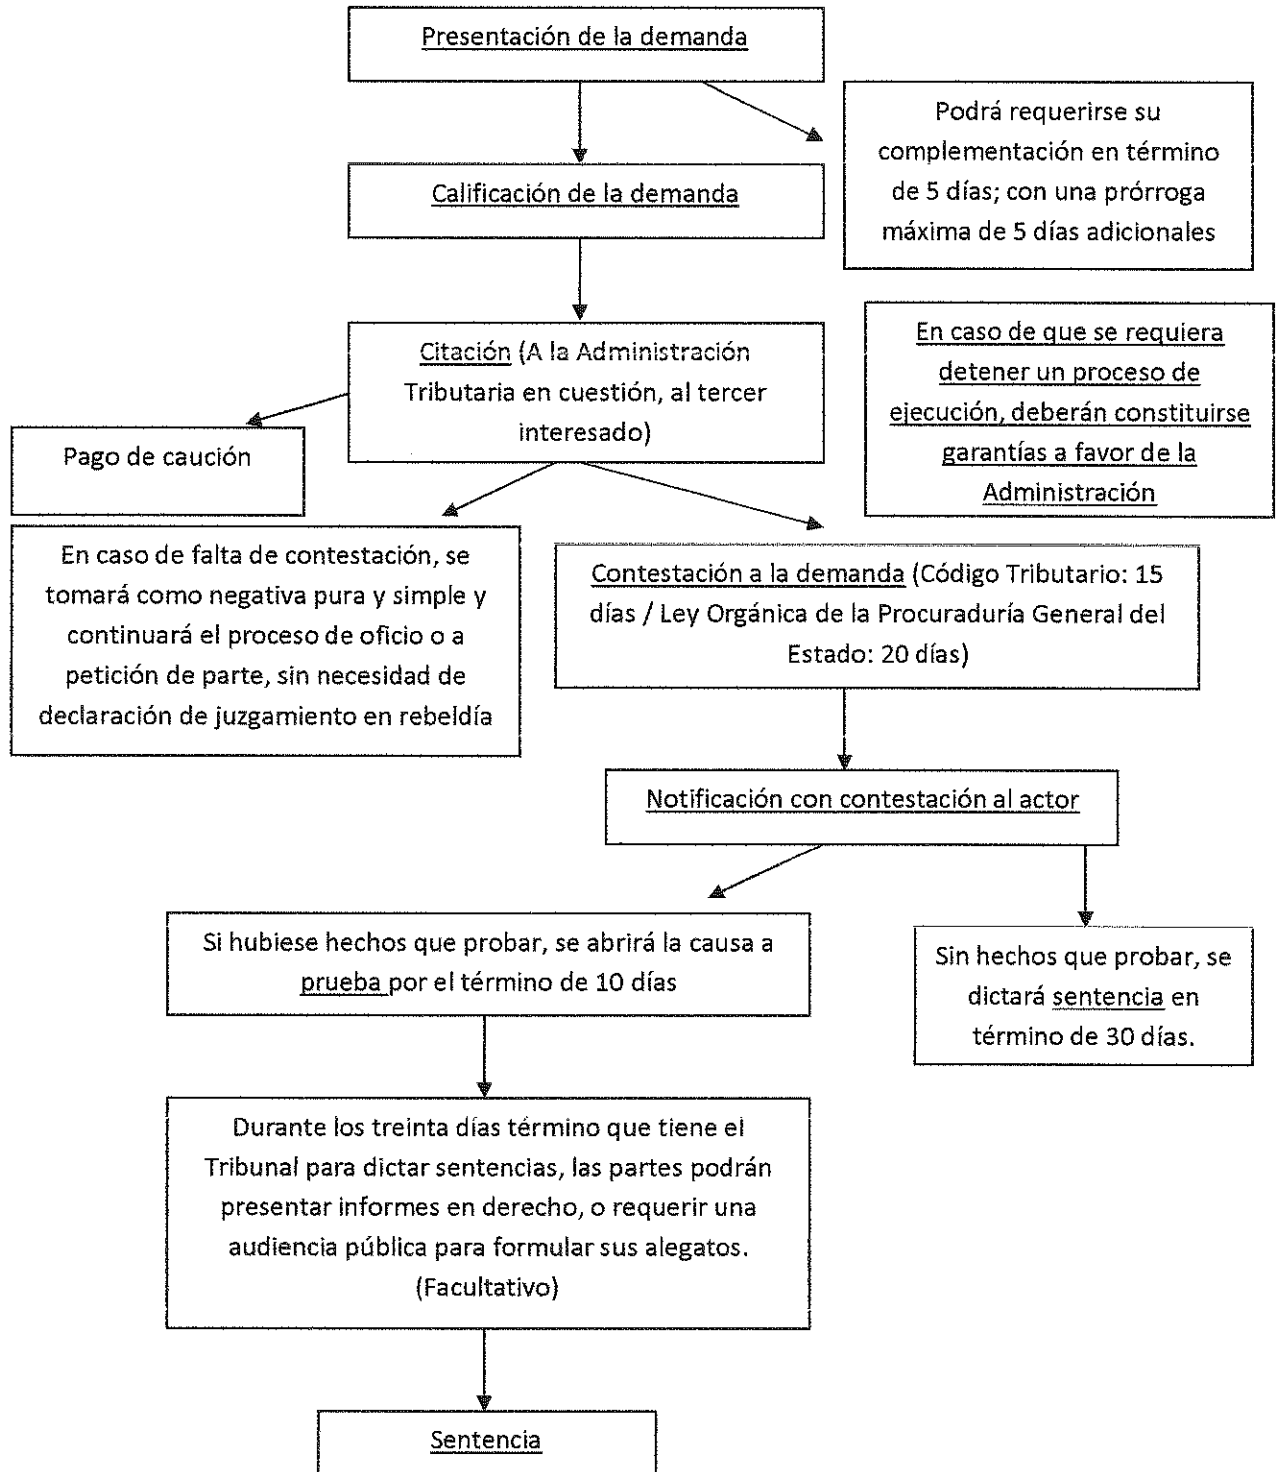 Presentación de la demanda
Podrá requerirse su
complementación en término
de 5 días; con una prórroga
máxima de 5 días adicionales
Calificación de la demanda
Citación (A la Administración
Tributaria en cuestión, al tercer
interesado)
En caso de que se requiera
detener un proceso de
ejecución, deberán constituirse
garantías a favor de la
Administración
Pago de caución
En caso de falta de contestación, se
tomará como negativa pura y simple y
continuará el proceso de oficio o a
petición de parte, sin necesidad de
declaración de juzgamiento en rebeldía
Contestación a la demanda (Código Tributario: 15
días / Ley Orgánica de la Procuraduría General del
Estado: 20 días)
Notificación con contestación al actor
Si hubiese hechos que probar, se abrirá la causa a
prueba por el término de 10 días
Sin hechos que probar, se
dictará sentencia en
término de 30 días.
Durante los treinta días término que tiene el
Tribunal para dictar sentencias, las partes podrán
presentar informes en derecho, o requerir una
audiencia pública para formular sus alegatos.
(Facultativo)
Sentencia